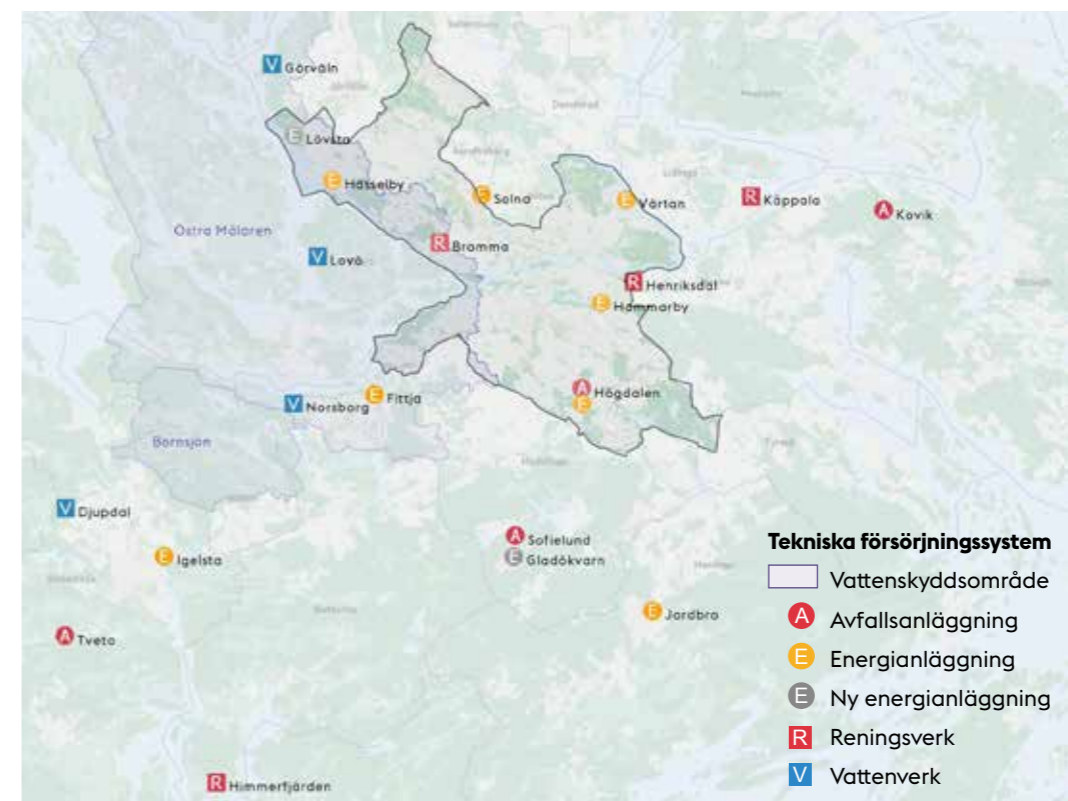 Görväln
Lövsta
Hässelby
Solna
Värtan
Käppala
Kovik
Östra Mälaren
Bromma
Lovö
Henriksdal
Hammarby
Högdalen
Fittja
Norsborg
Bornsjön
Djupdal
Igelsta
Sofielund
Gladökvarn
Jordbro
Tveta
Himmerfjärden
Tekniska försörjningssystem
Vattenskyddsområde
A Avfallsanläggning
E Energianläggning
E Ny energianläggning
R Reningsverk
V Vattenverk